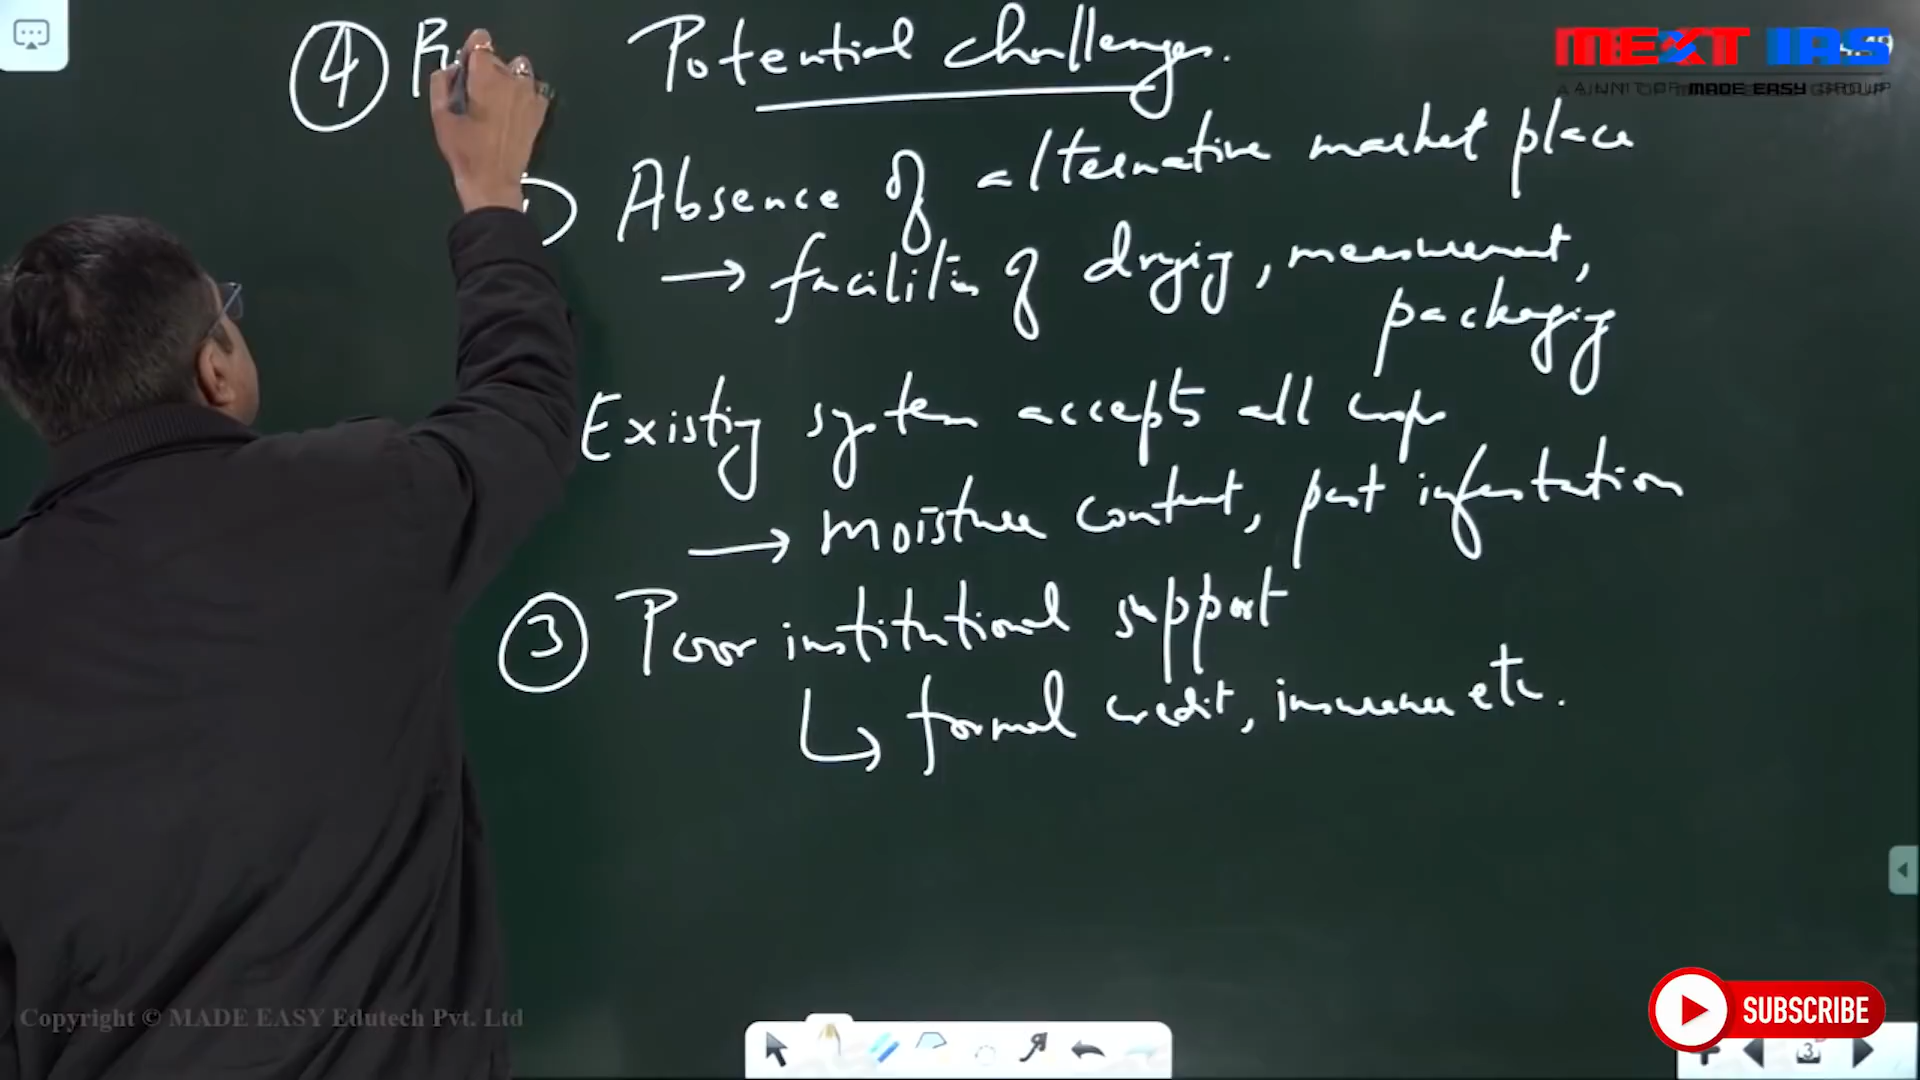 ④ Potential challenges.
Absence of alternative market place
→ facilities of drying, measurement,
packaging
Existing system accepts all crops
→ Moisture content, pest infestation
③ Poor institutional support
↳ formal credit, insurance etc.
NEXT IAS
MADE EASY
SUBSCRIBE
Copyright © MADE EASY Edutech Pvt. Ltd
3